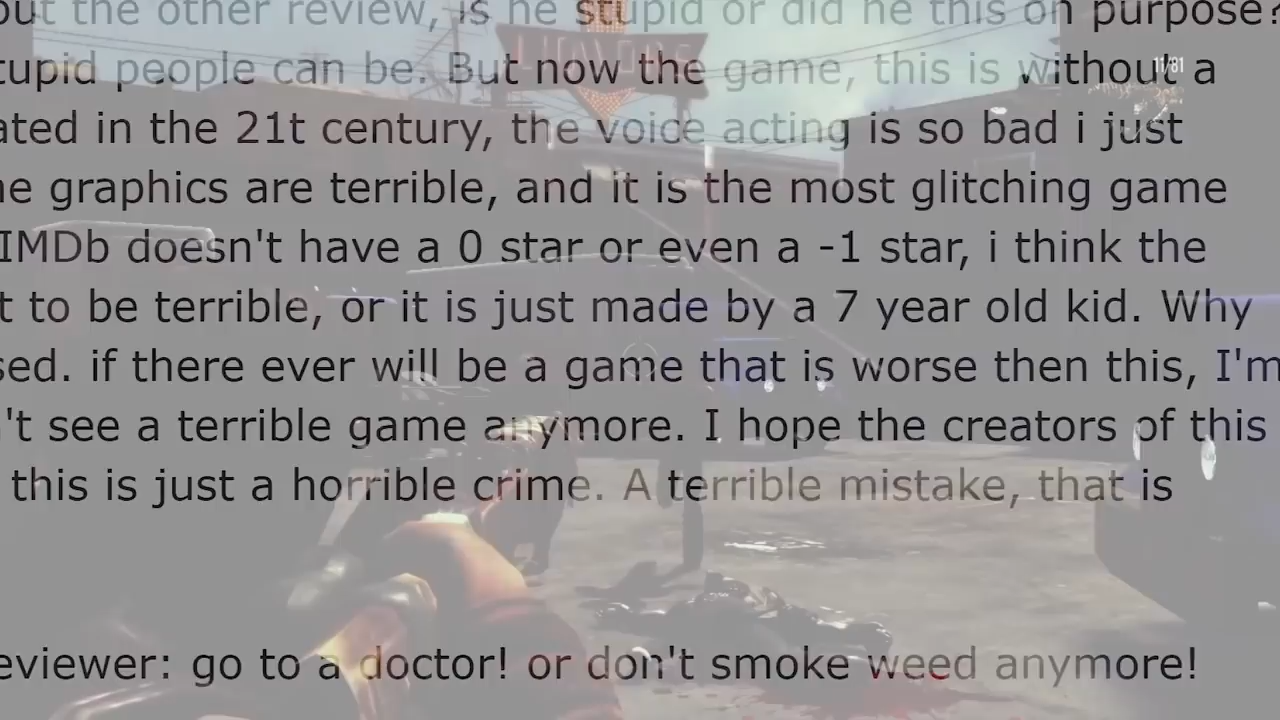 out the other review, is he stupid or did he this on purpose?
LIQUORS
tupid people can be. But now the game, this is without a
11/81
ated in the 21t century, the voice acting is so bad i just
he graphics are terrible, and it is the most glitching game
IMDb doesn't have a 0 star or even a -1 star, i think the
t to be terrible, or it is just made by a 7 year old kid. Why
sed. if there ever will be a game that is worse then this, I'm
n't see a terrible game anymore. I hope the creators of this
this is just a horrible crime. A terrible mistake, that is
eviewer: go to a doctor! or don't smoke weed anymore!